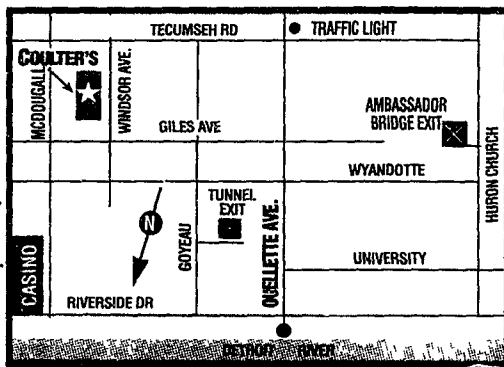 TECUMSEH RD
TRAFFIC LIGHT
COULTER'S
MCDOUGALL
WINDSOR AVE.
GILES AVE
AMBASSADOR
BRIDGE EXIT
HURON CHURCH
WYANDOTTE
TUNNEL
EXIT
N
GOYEAU
OUELLETTE AVE.
UNIVERSITY
CASINO
RIVERSIDE DR
DETROIT RIVER